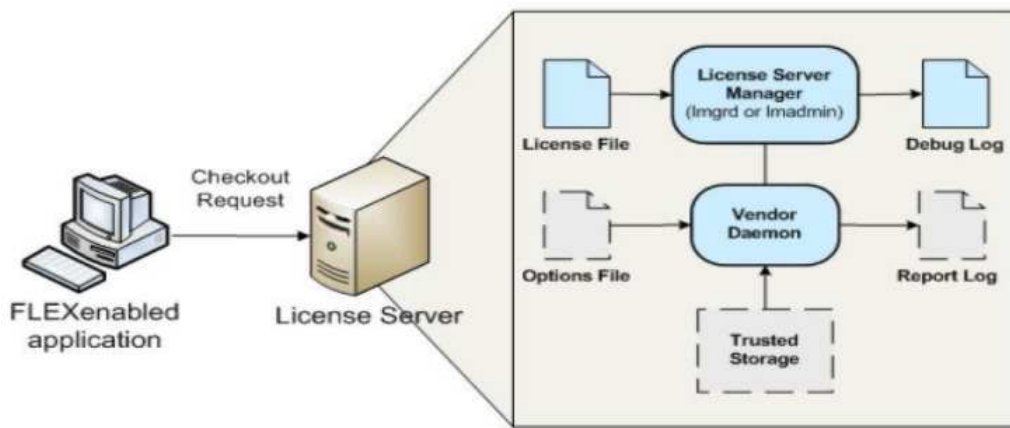 License Server
Manager
(lmgrd or lmadmin)
License File
Debug Log
Checkout
Request
Vendor
Daemon
Options File
Report Log
FLEXenabled
application
License Server
Trusted
Storage